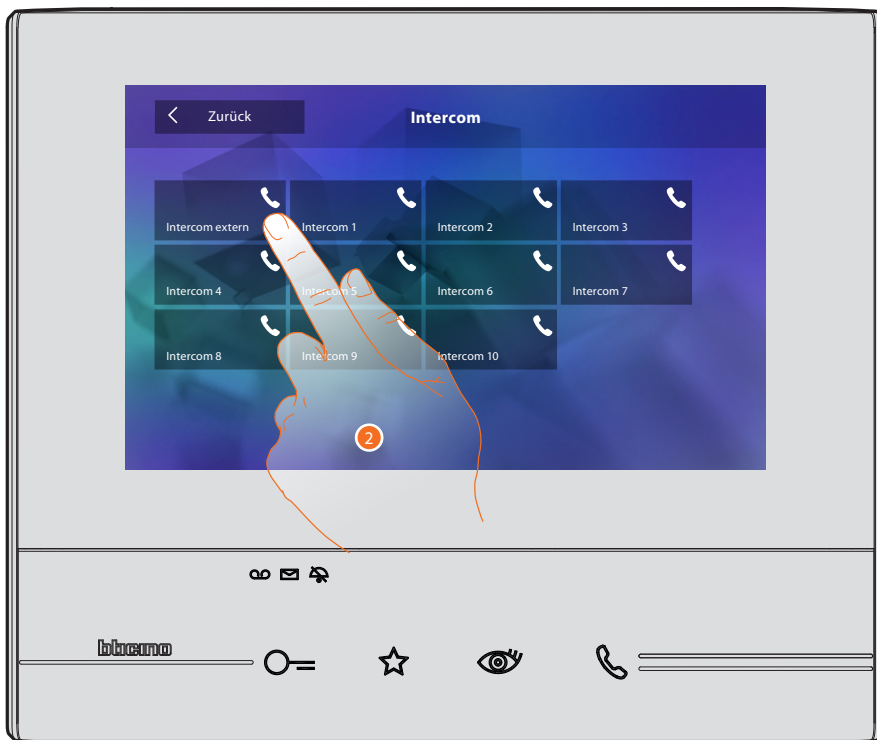 Zurück
Intercom
Intercom extern
Intercom 1
Intercom 2
Intercom 3
Intercom 4
Intercom 5
Intercom 6
Intercom 7
Intercom 8
Intercom 9
Intercom 10
2
bticino